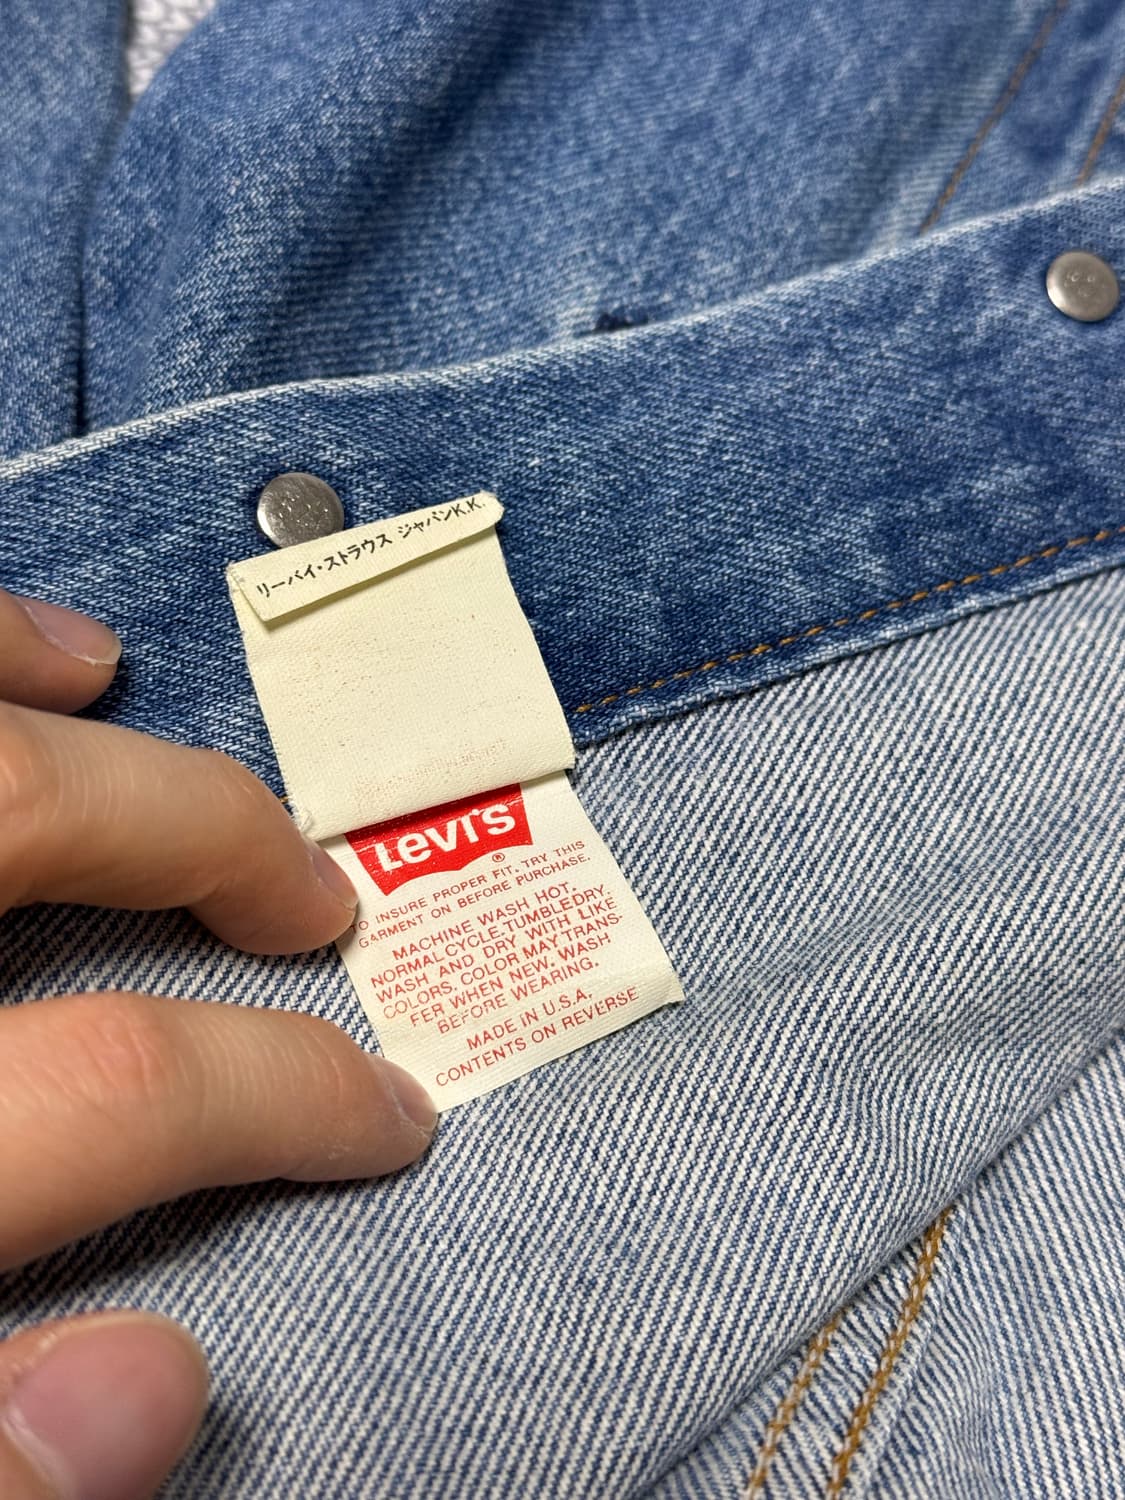 リーバイ・ストラウス ジャパンK.K.
Levi's
®
TO INSURE PROPER FIT, TRY THIS
GARMENT ON BEFORE PURCHASE.
MACHINE WASH HOT.
NORMAL CYCLE.TUMBLE DRY.
WASH AND DRY WITH LIKE
COLORS. COLOR MAY TRANS-
FER WHEN NEW. WASH
BEFORE WEARING.
MADE IN U.S.A.
CONTENTS ON REVERSE